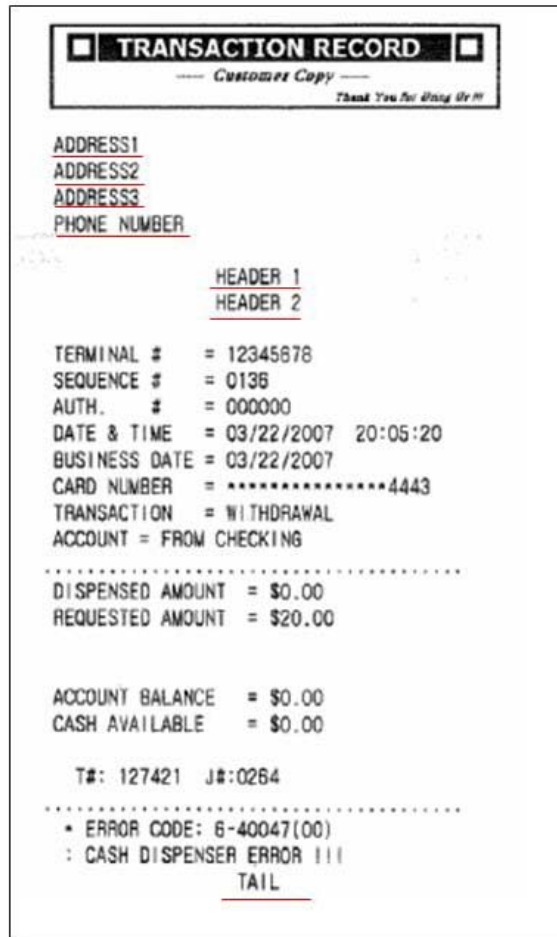 TRANSACTION RECORD
Customer Copy
Thank You for Using Us !!!
ADDRESS1
ADDRESS2
ADDRESS3
PHONE NUMBER
HEADER 1
HEADER 2
TERMINAL # = 12345678
SEQUENCE # = 0136
AUTH. # = 000000
DATE & TIME = 03/22/2007 20:05:20
BUSINESS DATE = 03/22/2007
CARD NUMBER = ***************4443
TRANSACTION = WITHDRAWAL
ACCOUNT = FROM CHECKING
DISPENSED AMOUNT = $0.00
REQUESTED AMOUNT = $20.00
ACCOUNT BALANCE = $0.00
CASH AVAILABLE = $0.00
T#: 127421 J#:0264
* ERROR CODE: 6-40047(00)
: CASH DISPENSER ERROR !!!
TAIL